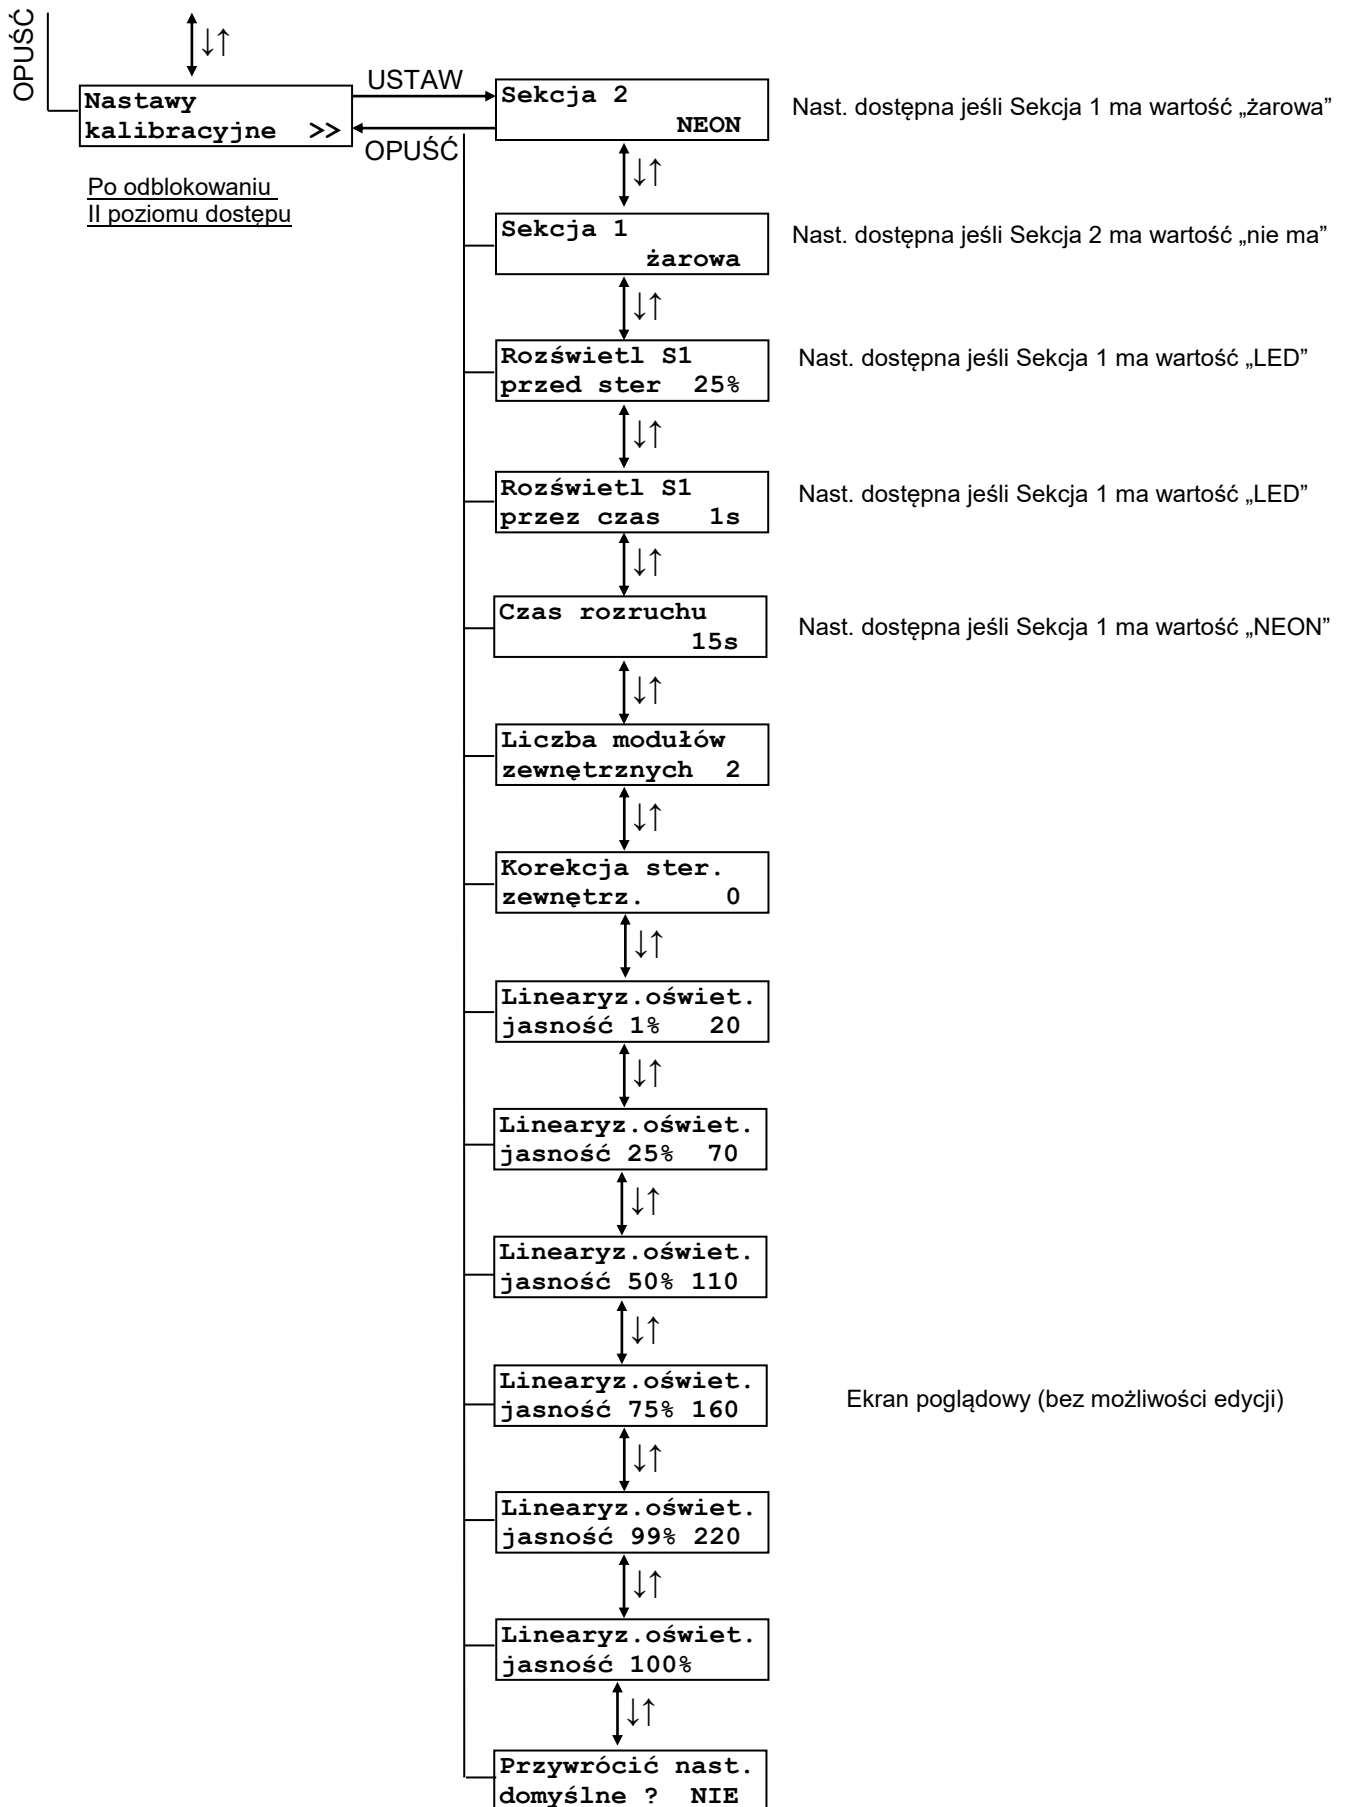 OPUŚĆ
↓↑
Nastawy
kalibracyjne >>
USTAW
OPUŚĆ
Po odblokowaniu
II poziomu dostępu
Sekcja 2
NEON
Nast. dostępna jeśli Sekcja 1 ma wartość „żarowa”
↓↑
Sekcja 1
żarowa
Nast. dostępna jeśli Sekcja 2 ma wartość „nie ma”
↓↑
Rozświetl S1
przed ster 25%
Nast. dostępna jeśli Sekcja 1 ma wartość „LED”
↓↑
Rozświetl S1
przez czas 1s
Nast. dostępna jeśli Sekcja 1 ma wartość „LED”
↓↑
Czas rozruchu
15s
Nast. dostępna jeśli Sekcja 1 ma wartość „NEON”
↓↑
Liczba modułów
zewnętrznych 2
↓↑
Korekcja ster.
zewnętrz. 0
↓↑
Linearyz.oświet.
jasność 1% 20
↓↑
Linearyz.oświet.
jasność 25% 70
↓↑
Linearyz.oświet.
jasność 50% 110
↓↑
Linearyz.oświet.
jasność 75% 160
Ekran poglądowy (bez możliwości edycji)
↓↑
Linearyz.oświet.
jasność 99% 220
↓↑
Linearyz.oświet.
jasność 100%
↓↑
Przywrócić nast.
domyślne ? NIE